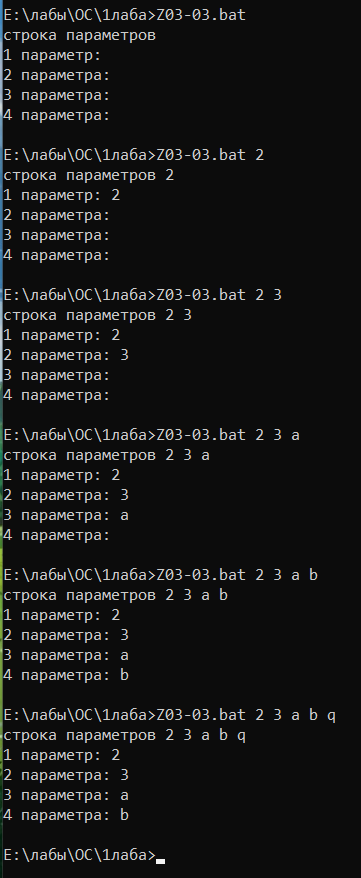 E:\лабы\ОС\1лаба>Z03-03.bat
строка параметров
1 параметр:
2 параметра:
3 параметра:
4 параметра:
E:\лабы\ОС\1лаба>Z03-03.bat 2
строка параметров 2
1 параметр: 2
2 параметра:
3 параметра:
4 параметра:
E:\лабы\ОС\1лаба>Z03-03.bat 2 3
строка параметров 2 3
1 параметр: 2
2 параметра: 3
3 параметра:
4 параметра:
E:\лабы\ОС\1лаба>Z03-03.bat 2 3 a
строка параметров 2 3 a
1 параметр: 2
2 параметра: 3
3 параметра: a
4 параметра:
E:\лабы\ОС\1лаба>Z03-03.bat 2 3 a b
строка параметров 2 3 a b
1 параметр: 2
2 параметра: 3
3 параметра: a
4 параметра: b
E:\лабы\ОС\1лаба>Z03-03.bat 2 3 a b q
строка параметров 2 3 a b q
1 параметр: 2
2 параметра: 3
3 параметра: a
4 параметра: b
E:\лабы\ОС\1лаба>